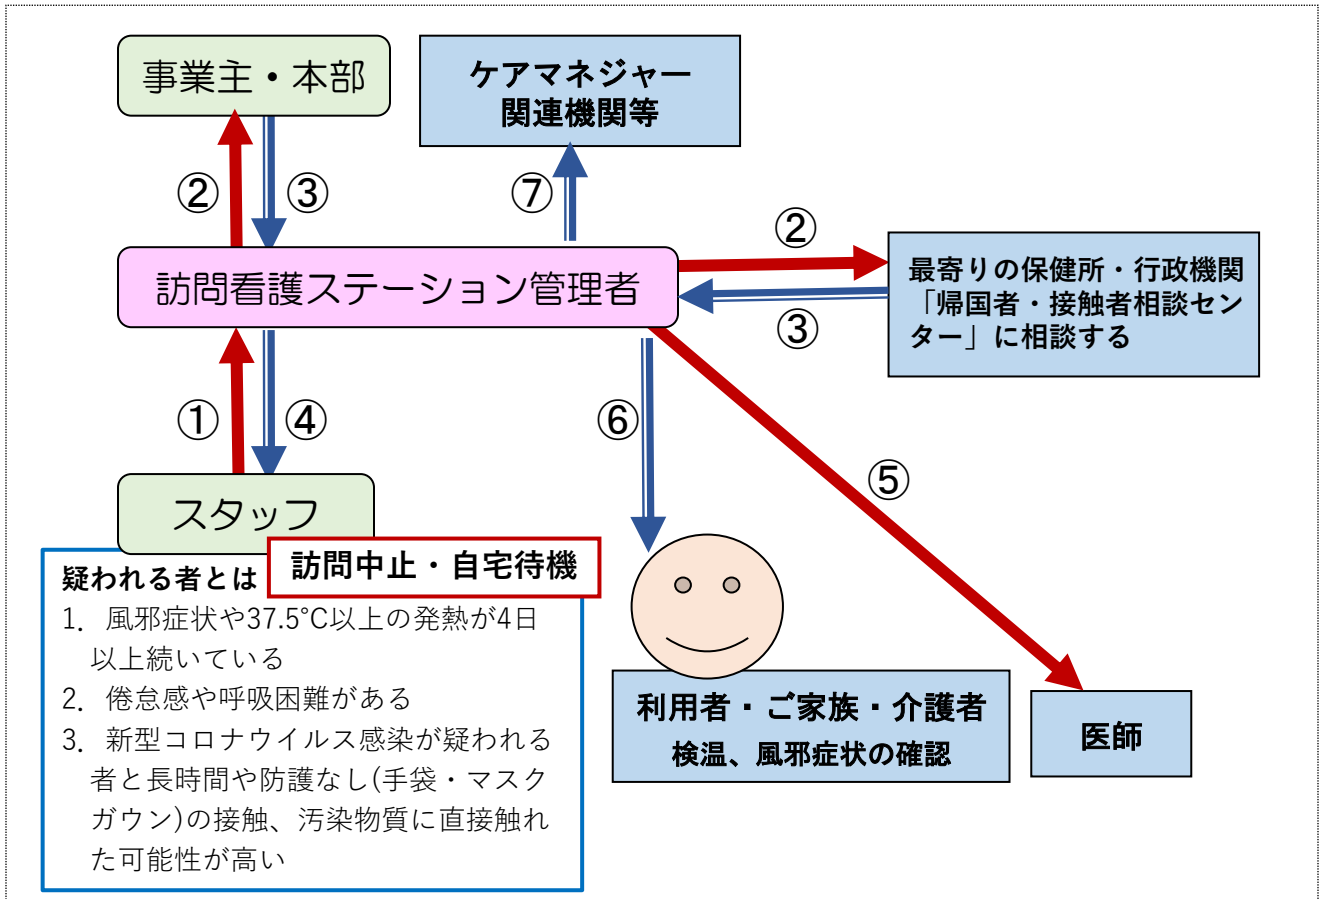 事業主・本部
ケアマネジャー
関連機関等
②
③
⑦
②
訪問看護ステーション管理者
最寄りの保健所・行政機関
「帰国者・接触者相談セン
ター」に相談する
③
①
④
⑥
⑤
スタッフ
訪問中止・自宅待機
疑われる者とは
1．風邪症状や37.5℃以上の発熱が4日
以上続いている
2．倦怠感や呼吸困難がある
3．新型コロナウイルス感染が疑われる
者と長時間や防護なし(手袋・マスク
ガウン)の接触、汚染物質に直接触れ
た可能性が高い
利用者・ご家族・介護者
検温、風邪症状の確認
医師